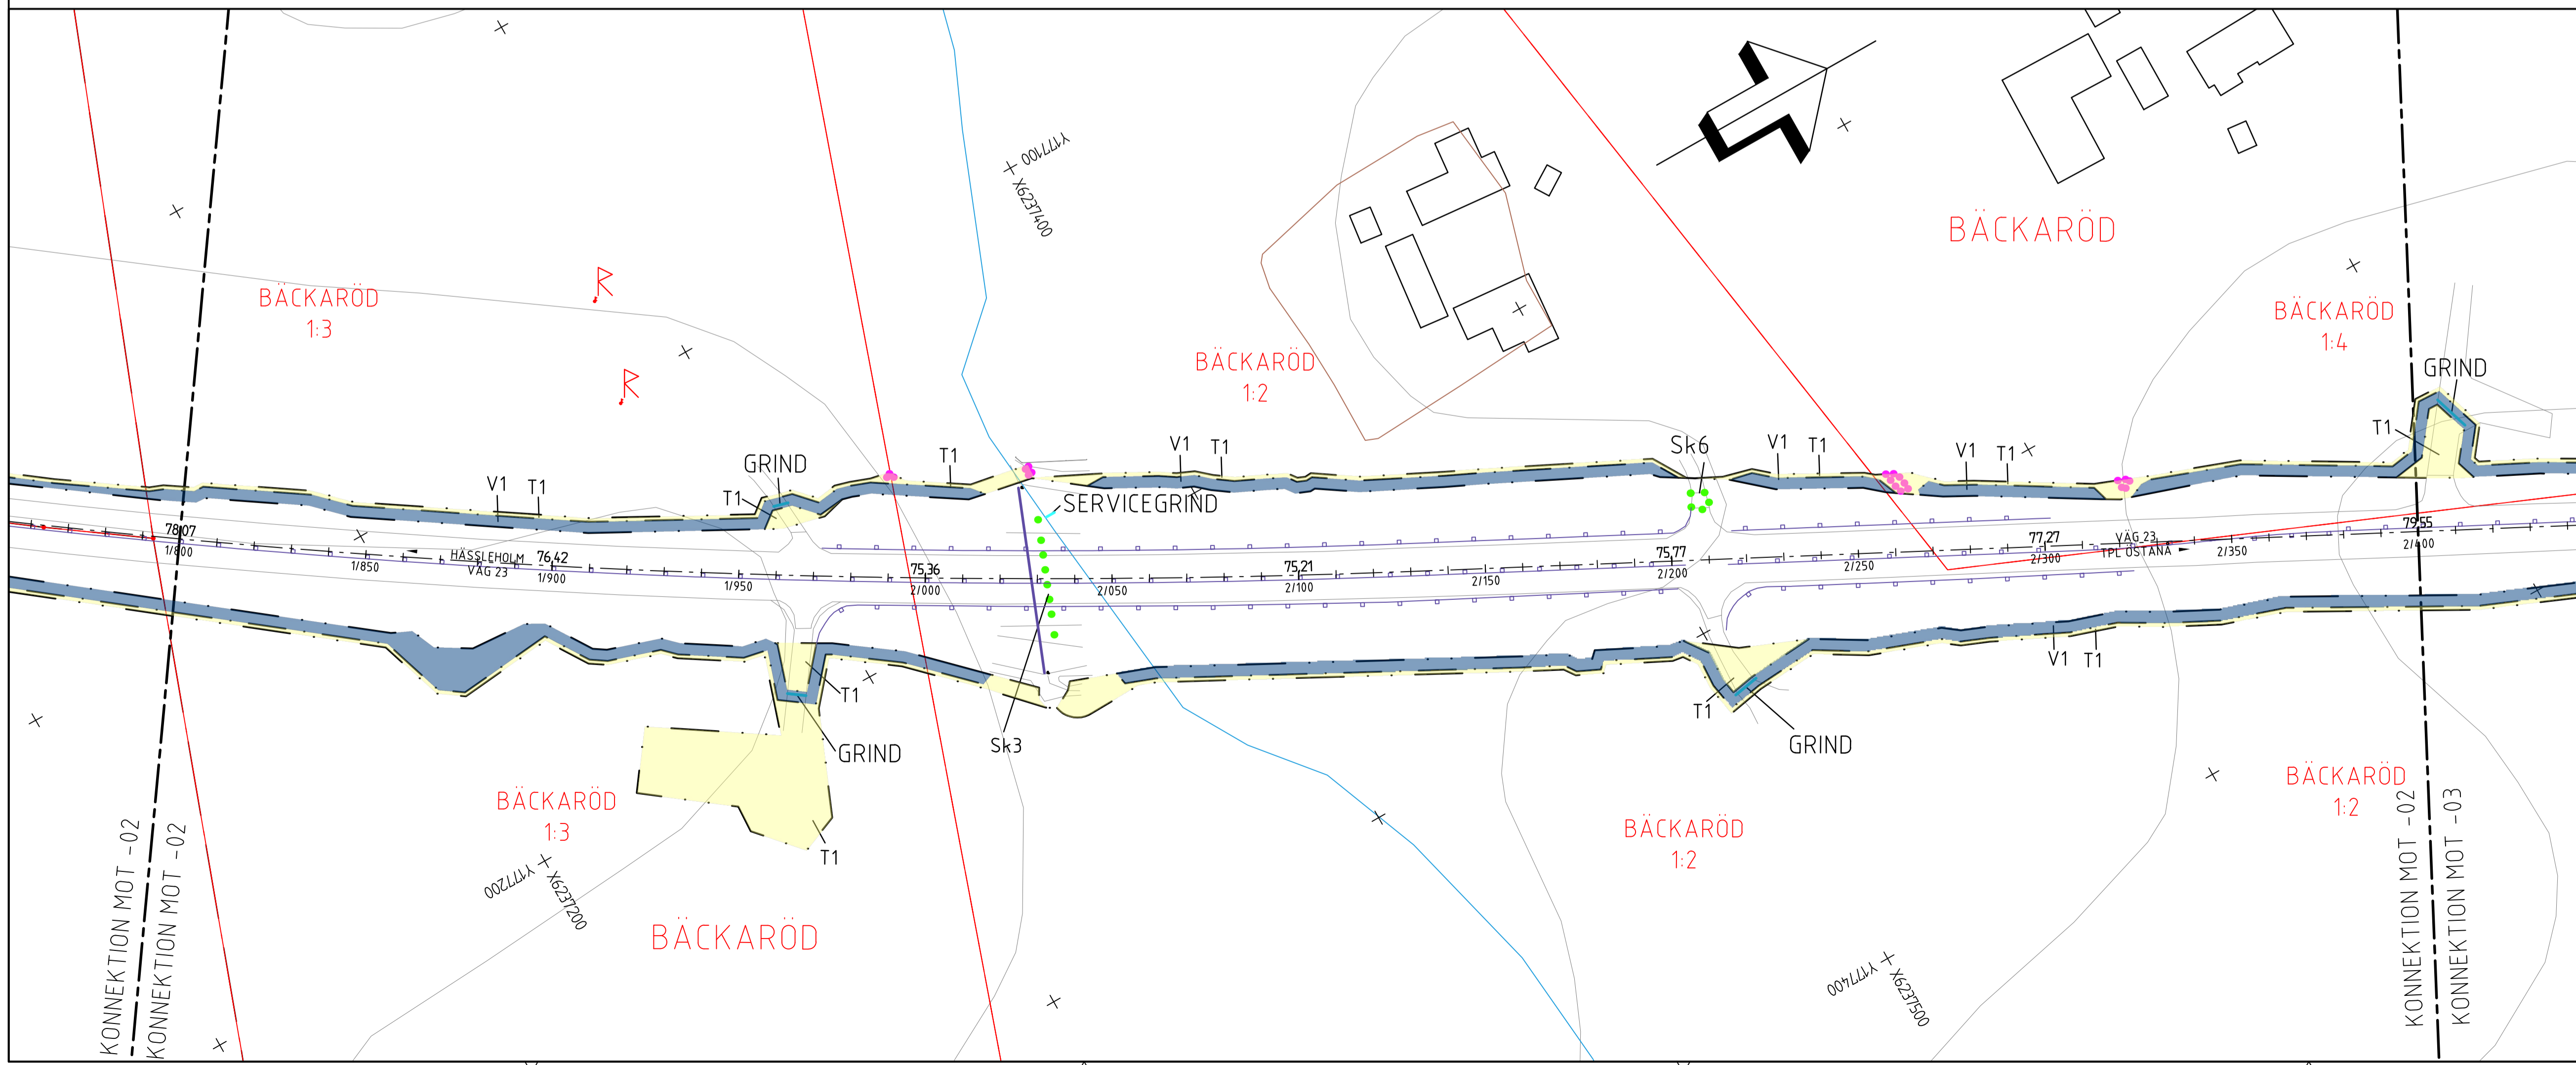 Y177100
X6237400
BÄCKARÖD
BÄCKARÖD
1:3
R
R
BÄCKARÖD
1:2
BÄCKARÖD
1:4
GRIND
T1
V1
T1
T1
GRIND
T1
V1
T1
Sk6
V1
T1
V1
T1
SERVICEGRIND
78,07
1/800
1/850
HÄSSLEHOLM
VÄG 23
76,42
1/900
1/950
75,36
2/000
2/050
75,21
2/100
2/150
75,77
2/200
2/250
77,27
2/300
VÄG 23
TPL ÖSTANÅ
2/350
79,55
2/400
T1
GRIND
Sk3
T1
GRIND
V1
T1
BÄCKARÖD
1:3
T1
BÄCKARÖD
1:2
BÄCKARÖD
1:2
Y177200
X6237200
BÄCKARÖD
Y177400
X6237500
KONNEKTION MOT -02
KONNEKTION MOT -02
KONNEKTION MOT -02
KONNEKTION MOT -03